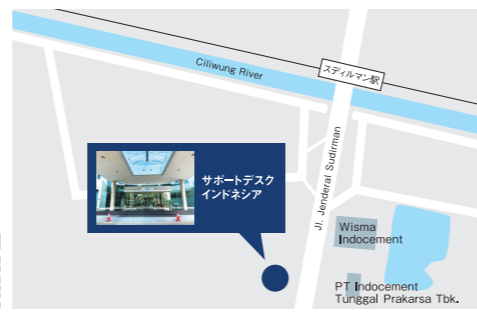 Ciliwung River
スディルマン駅
サポートデスク
インドネシア
Jl. Jenderal Sudirman
Wisma
Indocement
PT Indocement
Tunggal Prakarsa Tbk.